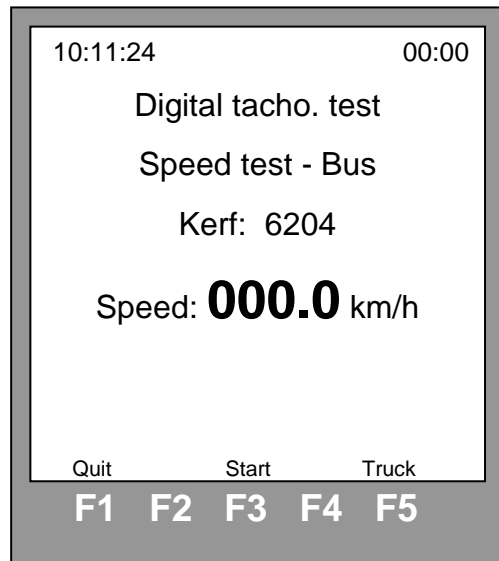 10:11:24 00:00
Digital tacho. test
Speed test - Bus
Kerf: 6204
Speed: 000.0 km/h
Quit Start Truck
F1 F2 F3 F4 F5